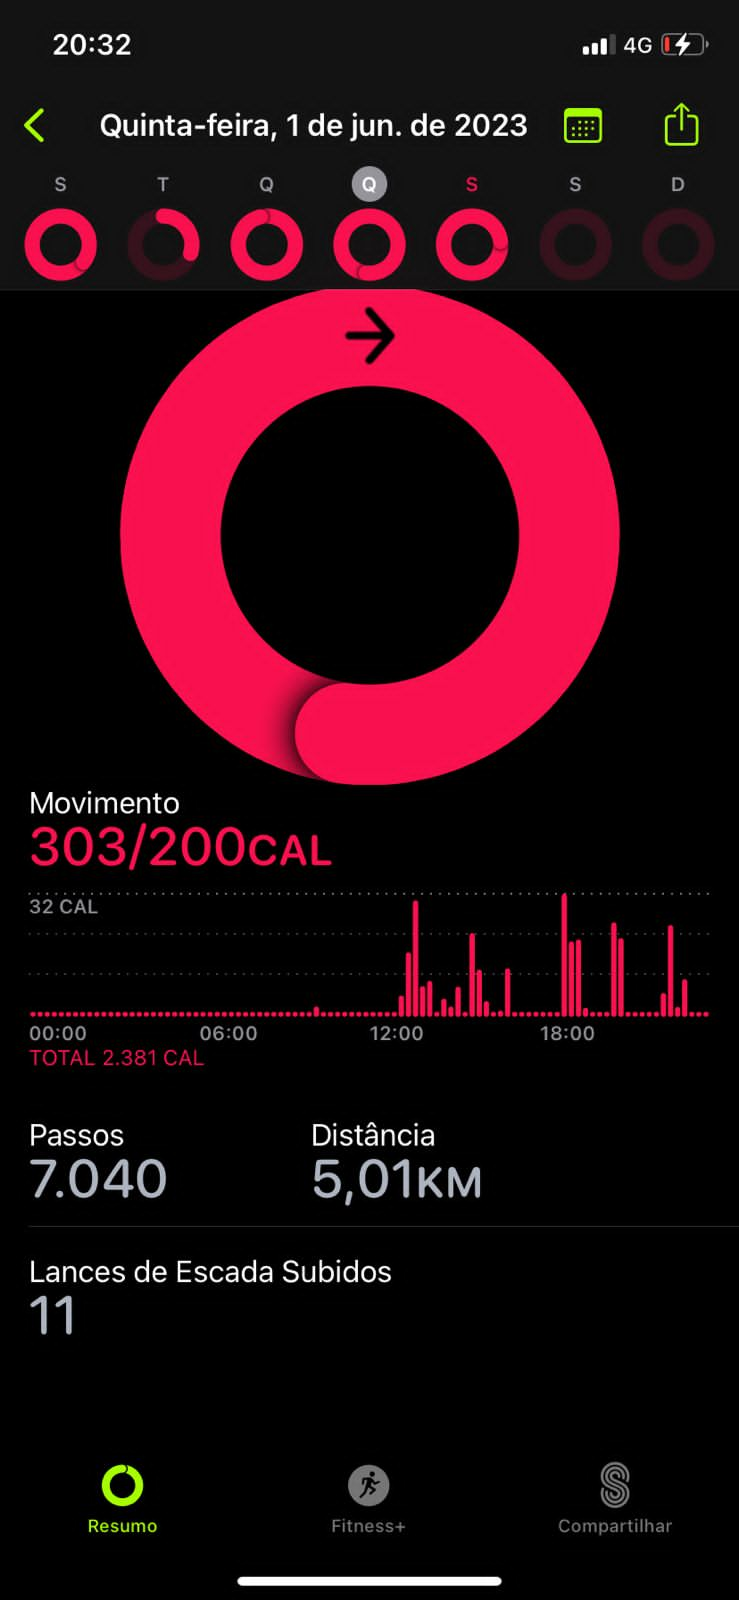 20:32 4G
Quinta-feira, 1 de jun. de 2023
S T Q Q S S D
Movimento
303/200CAL
32 CAL
00:00 06:00 12:00 18:00
TOTAL 2.381 CAL
Passos Distância
7.040 5,01KM
Lances de Escada Subidos
11
Resumo Fitness+ Compartilhar